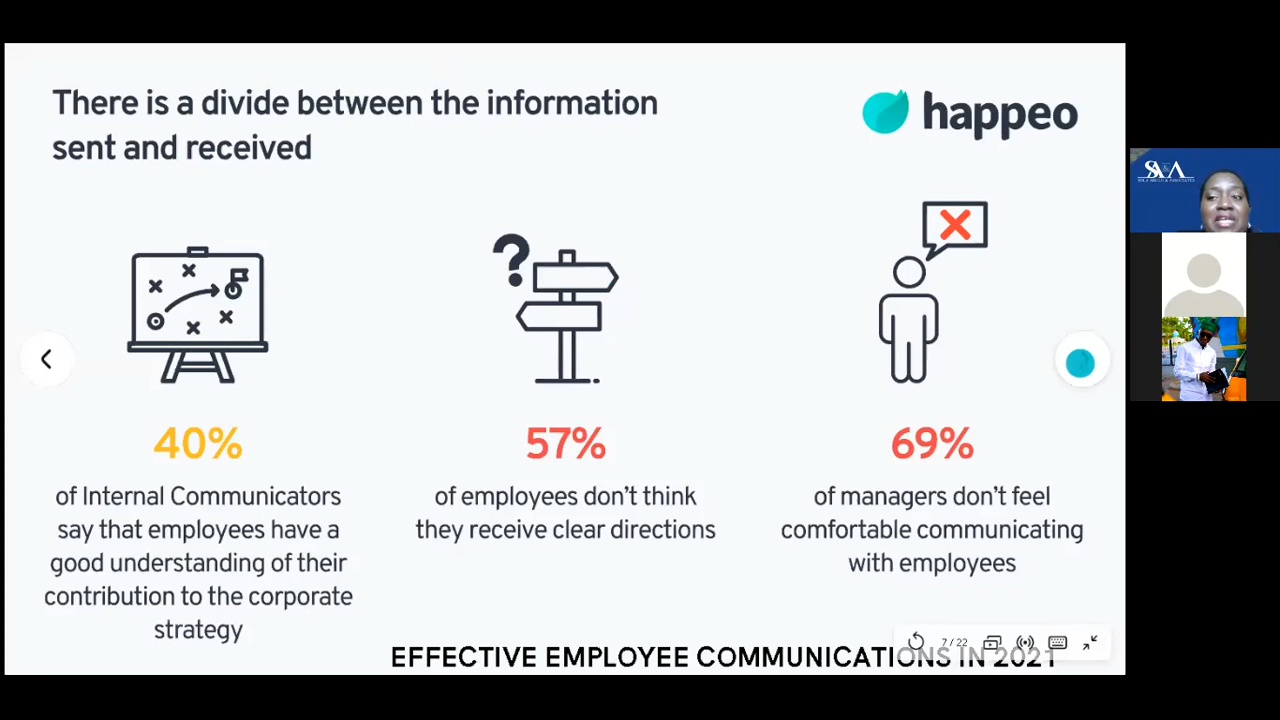 There is a divide between the information
sent and received
happeo
40%
of Internal Communicators
say that employees have a
good understanding of their
contribution to the corporate
strategy
57%
of employees don't think
they receive clear directions
69%
of managers don't feel
comfortable communicating
with employees
7 / 22
EFFECTIVE EMPLOYEE COMMUNICATIONS IN 2021